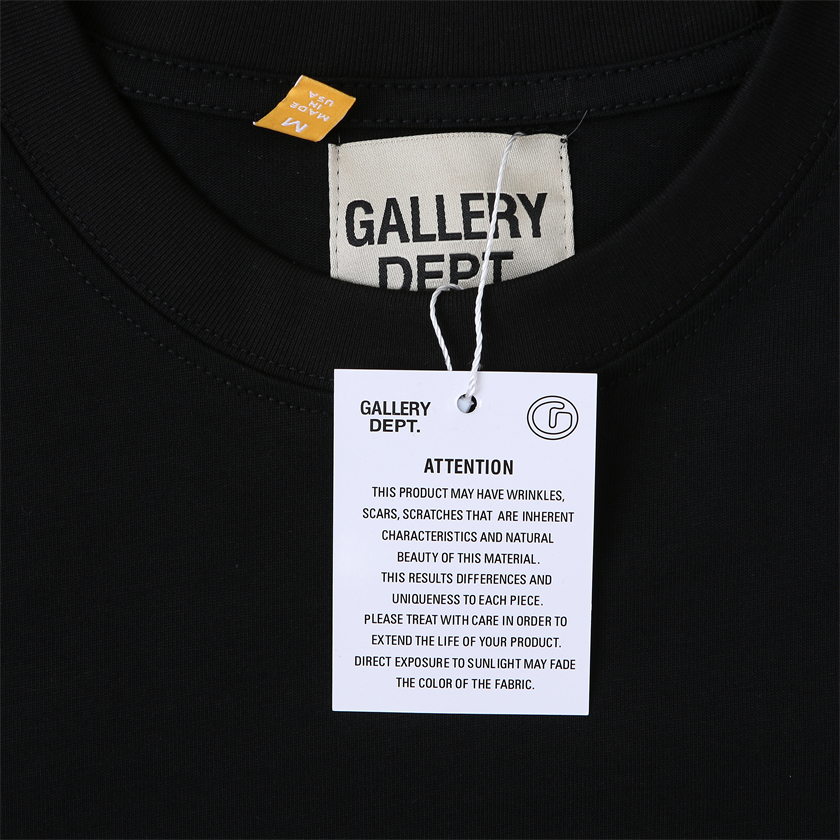 M
MADE
IN
USA
GALLERY
DEPT
GALLERY
DEPT.
G
ATTENTION
THIS PRODUCT MAY HAVE WRINKLES,
SCARS, SCRATCHES THAT ARE INHERENT
CHARACTERISTICS AND NATURAL
BEAUTY OF THIS MATERIAL.
THIS RESULTS DIFFERENCES AND
UNIQUENESS TO EACH PIECE.
PLEASE TREAT WITH CARE IN ORDER TO
EXTEND THE LIFE OF YOUR PRODUCT.
DIRECT EXPOSURE TO SUNLIGHT MAY FADE
THE COLOR OF THE FABRIC.